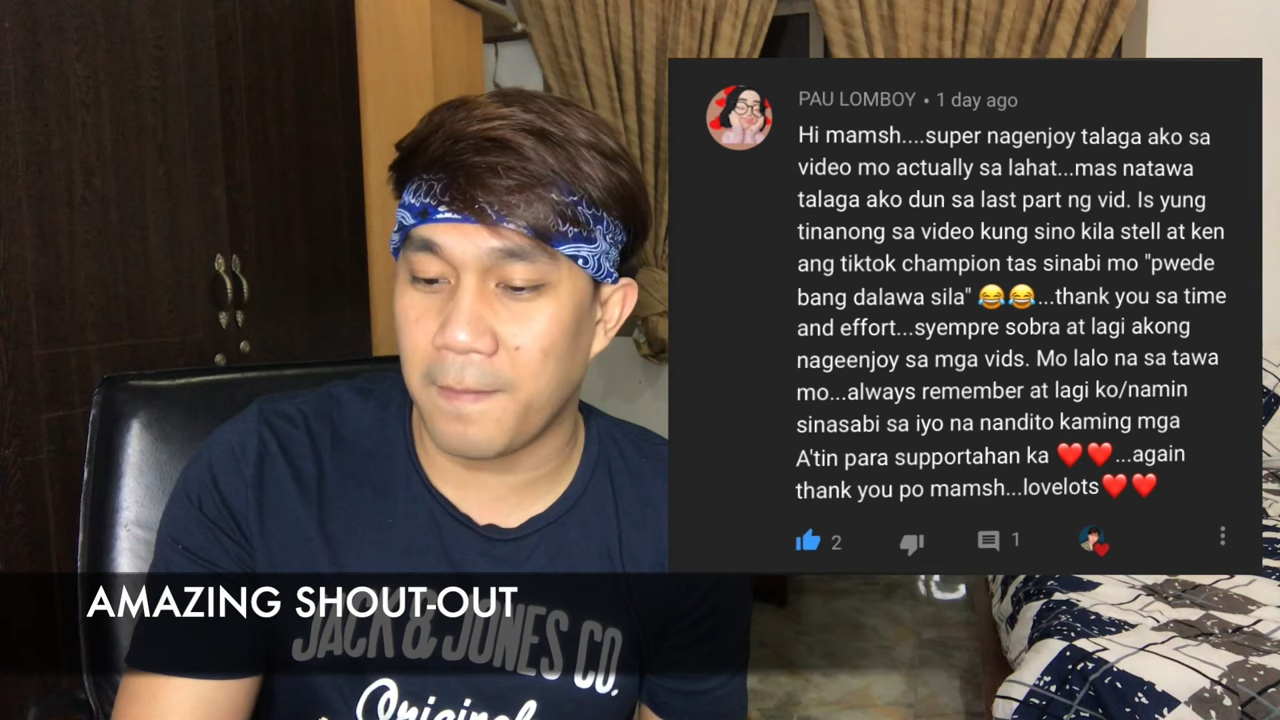 PAU LOMBOY • 1 day ago
Hi mamsh....super nagenjoy talaga ako sa
video mo actually sa lahat...mas natawa
talaga ako dun sa last part ng vid. Is yung
tinanong sa video kung sino kila stell at ken
ang tiktok champion tas sinabi mo "pwede
bang dalawa sila" 😂😂...thank you sa time
and effort...syempre sobra at lagi akong
nageenjoy sa mga vids. Mo lalo na sa tawa
mo...always remember at lagi ko/namin
sinasabi sa iyo na nandito kaming mga
A'tin para supportahan ka ❤️❤️...again
thank you po mamsh...lovelots❤️❤️
2
1
AMAZING SHOUT-OUT
JACK & JONES CO.
Original